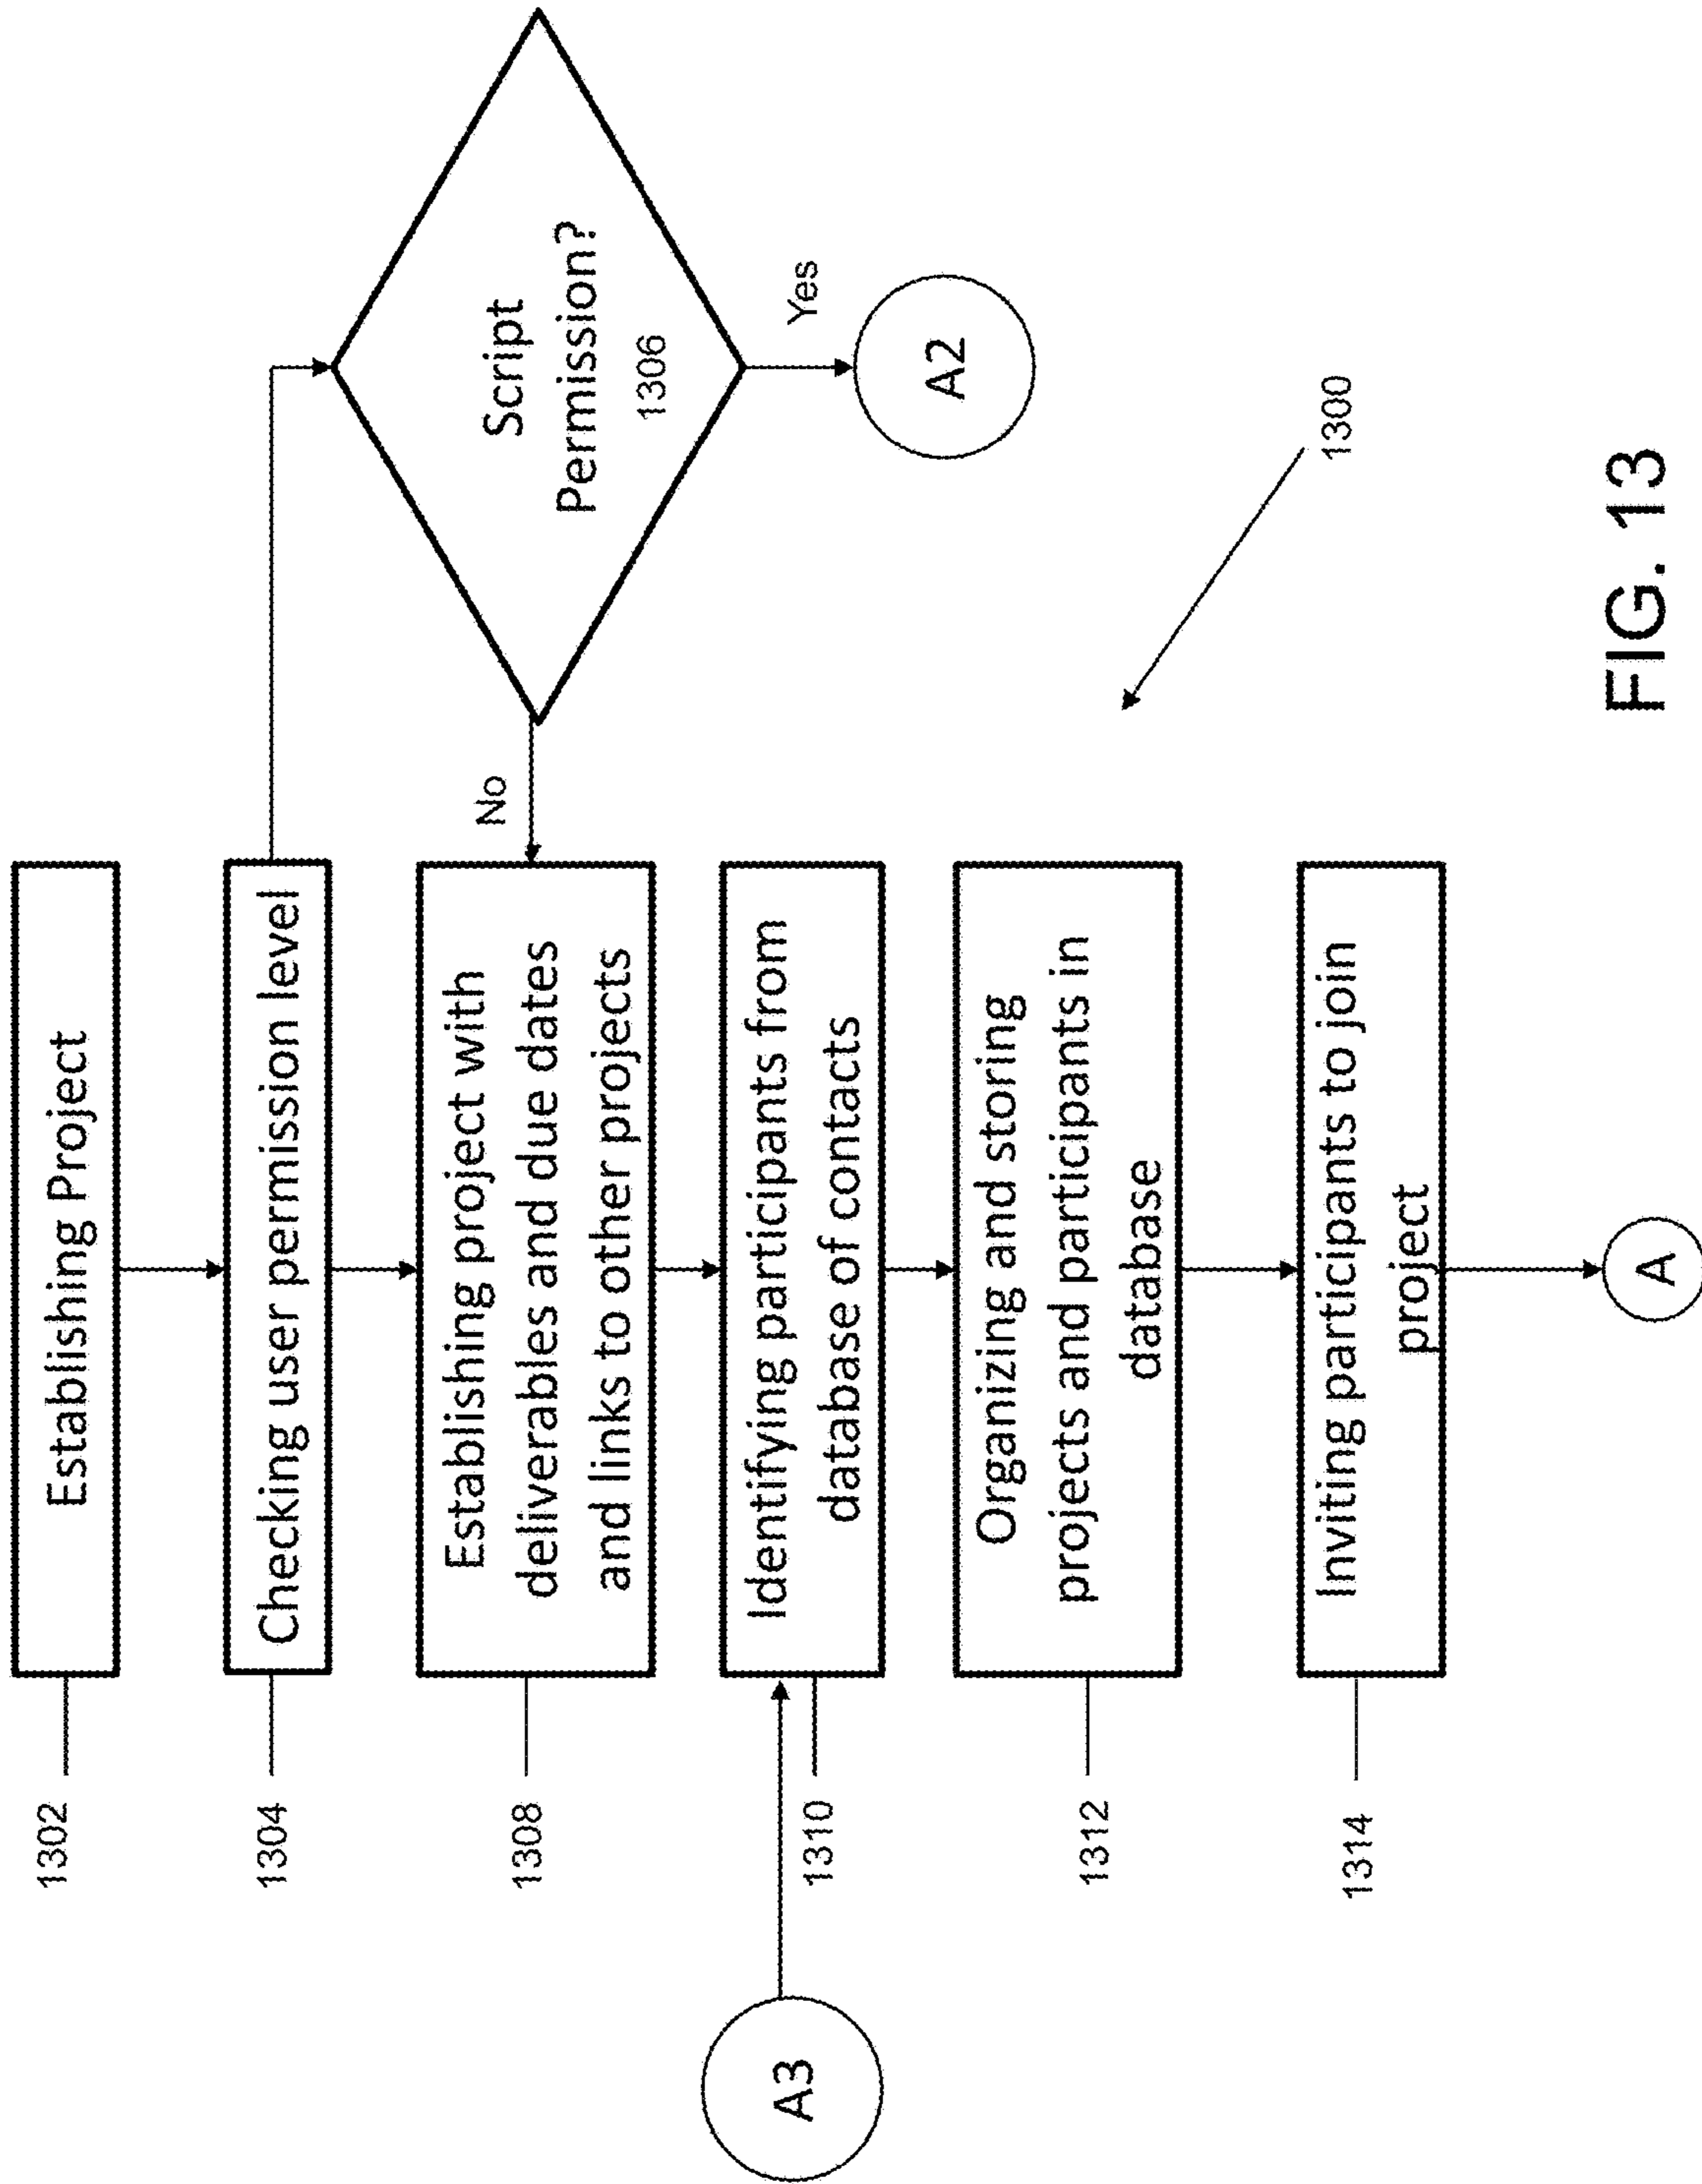 1302
Establishing Project
1304
Checking user permission level
Script
Permission?
1306
No
Yes
A2
1308
Establishing project with
deliverables and due dates
and links to other projects
A3
1310
Identifying participants from
database of contacts
1312
Organizing and storing
projects and participants in
database
1314
Inviting participants to join
project
A
1300
FIG. 13